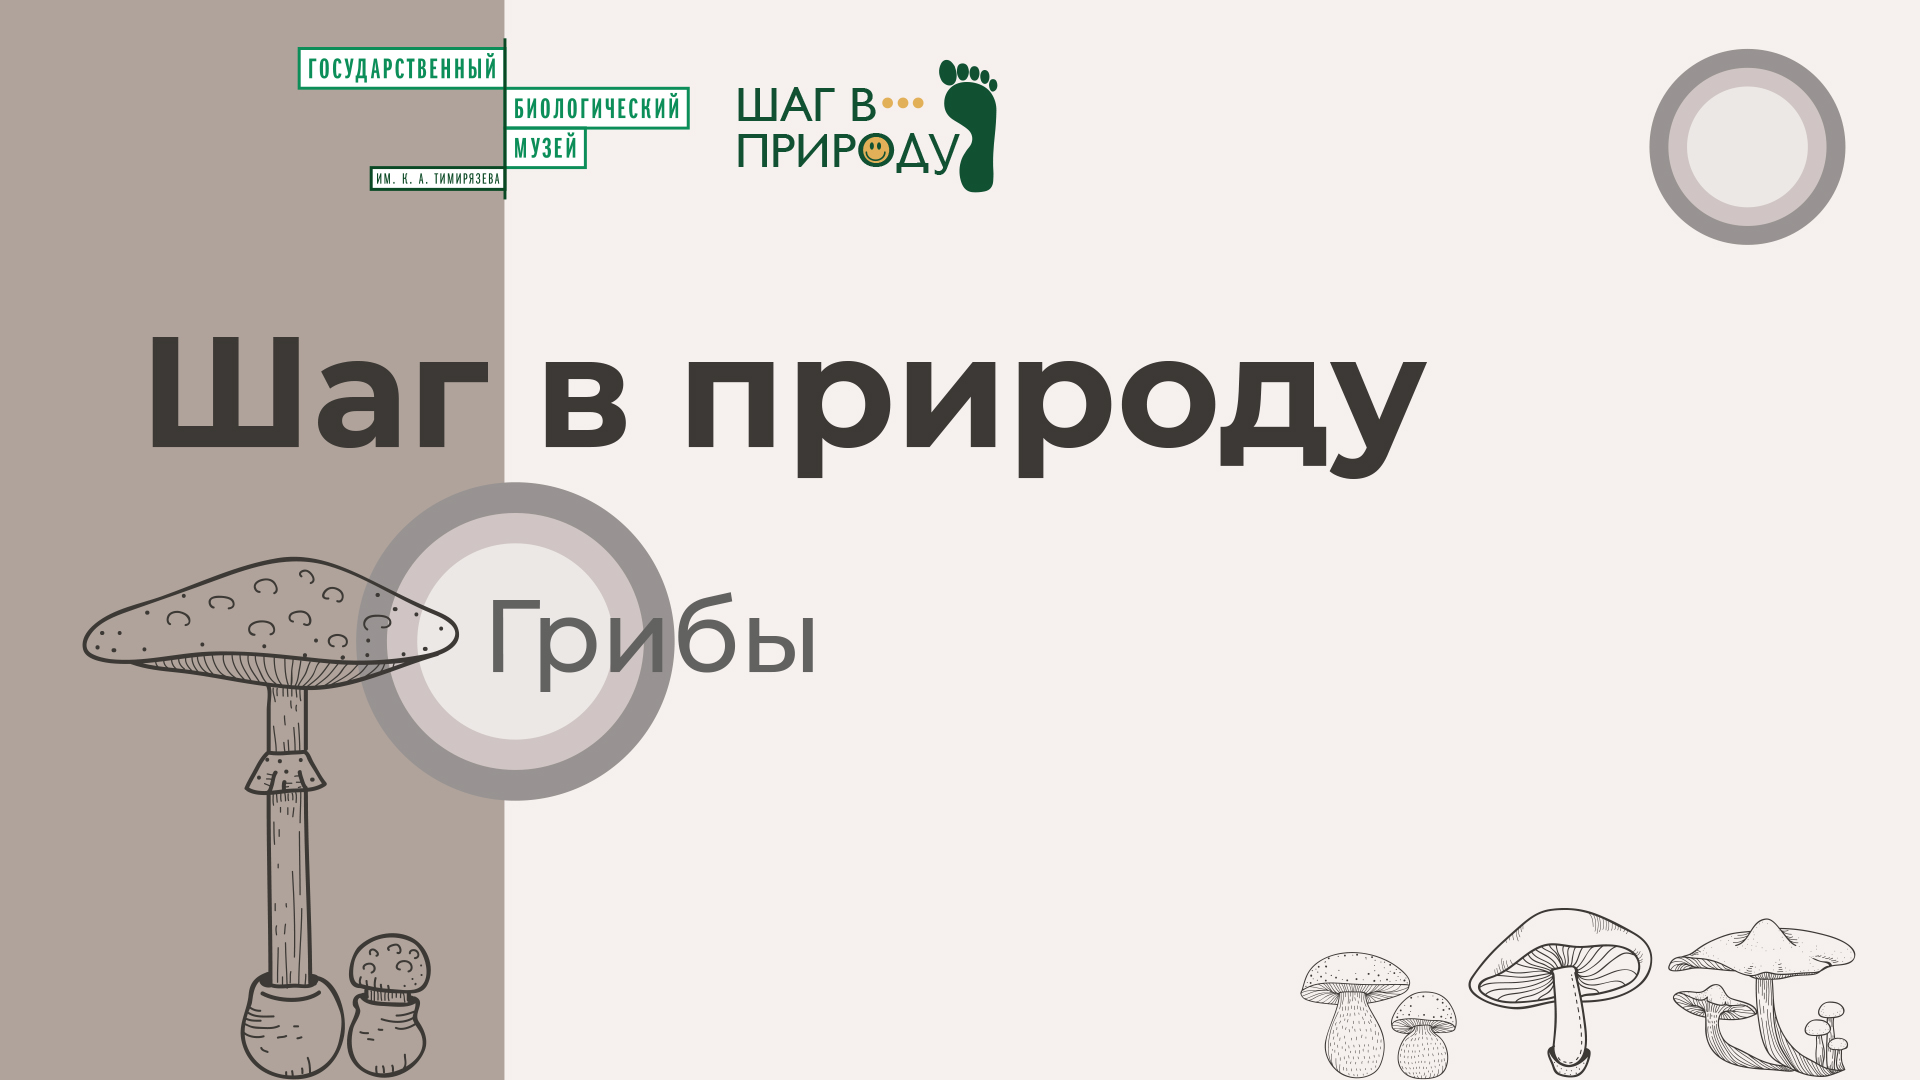 ГОСУДАРСТВЕННЫЙ
БИОЛОГИЧЕСКИЙ
МУЗЕЙ
ИМ. К. А. ТИМИРЯЗЕВА
ШАГ В
ПРИРОДУ
Шаг в природу
Грибы